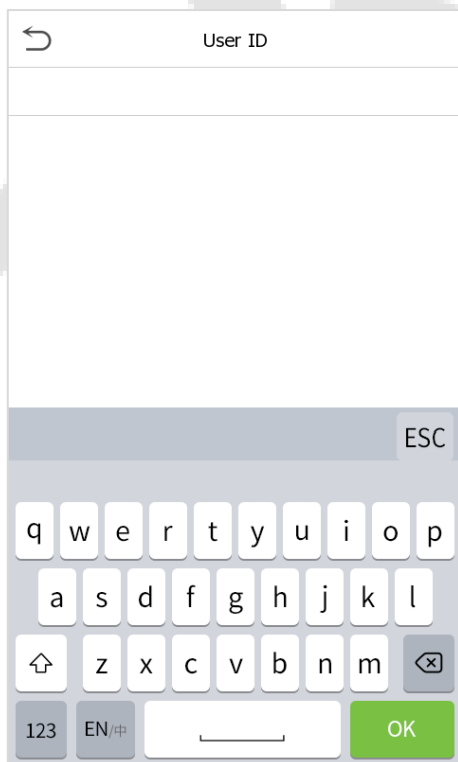 User ID
ESC
q w e r t y u i o p
a s d f g h j k l
z x c v b n m
123 EN/中 OK